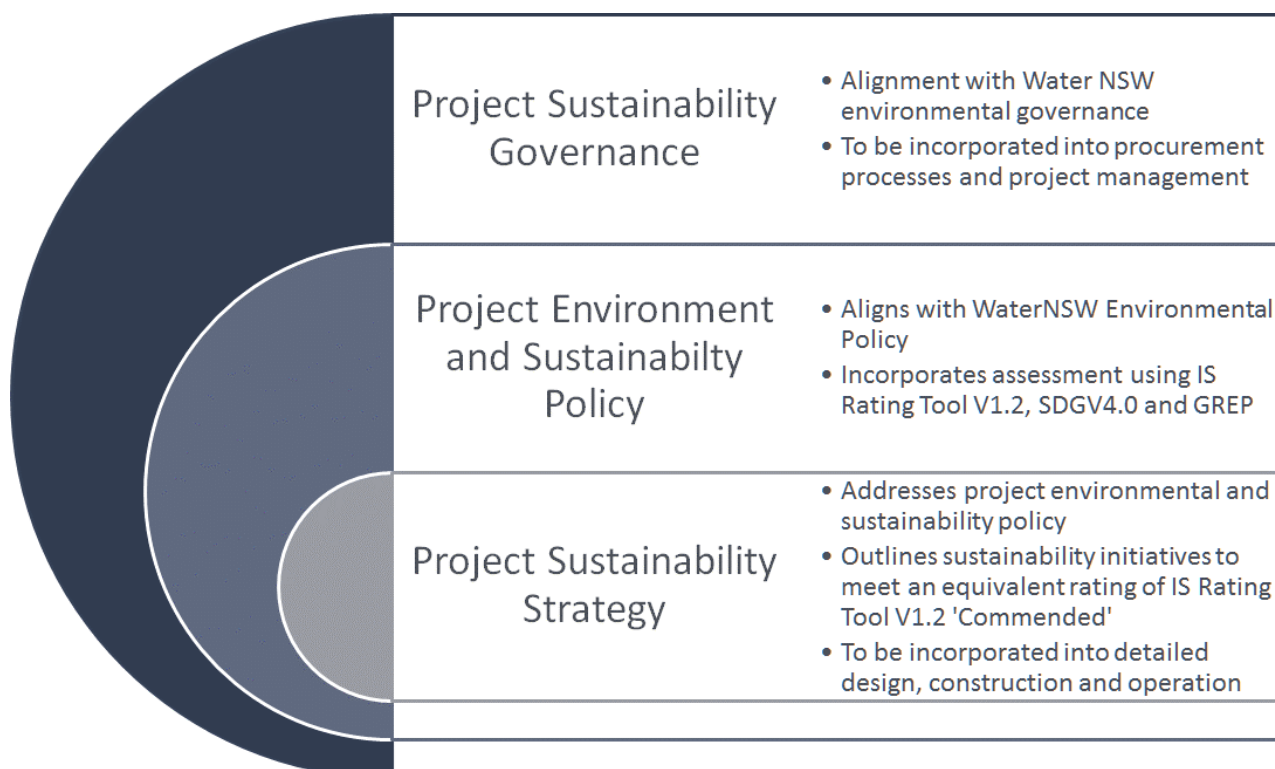 Project Sustainability
Governance
• Alignment with Water NSW
environmental governance
• To be incorporated into procurement
processes and project management
Project Environment
and Sustainabilty
Policy
• Aligns with WaterNSW Environmental
Policy
• Incorporates assessment using IS
Rating Tool V1.2, SDGV4.0 and GREP
Project Sustainability
Strategy
• Addresses project environmental and
sustainability policy
• Outlines sustainability initiatives to
meet an equivalent rating of IS Rating
Tool V1.2 'Commended'
• To be incorporated into detailed
design, construction and operation